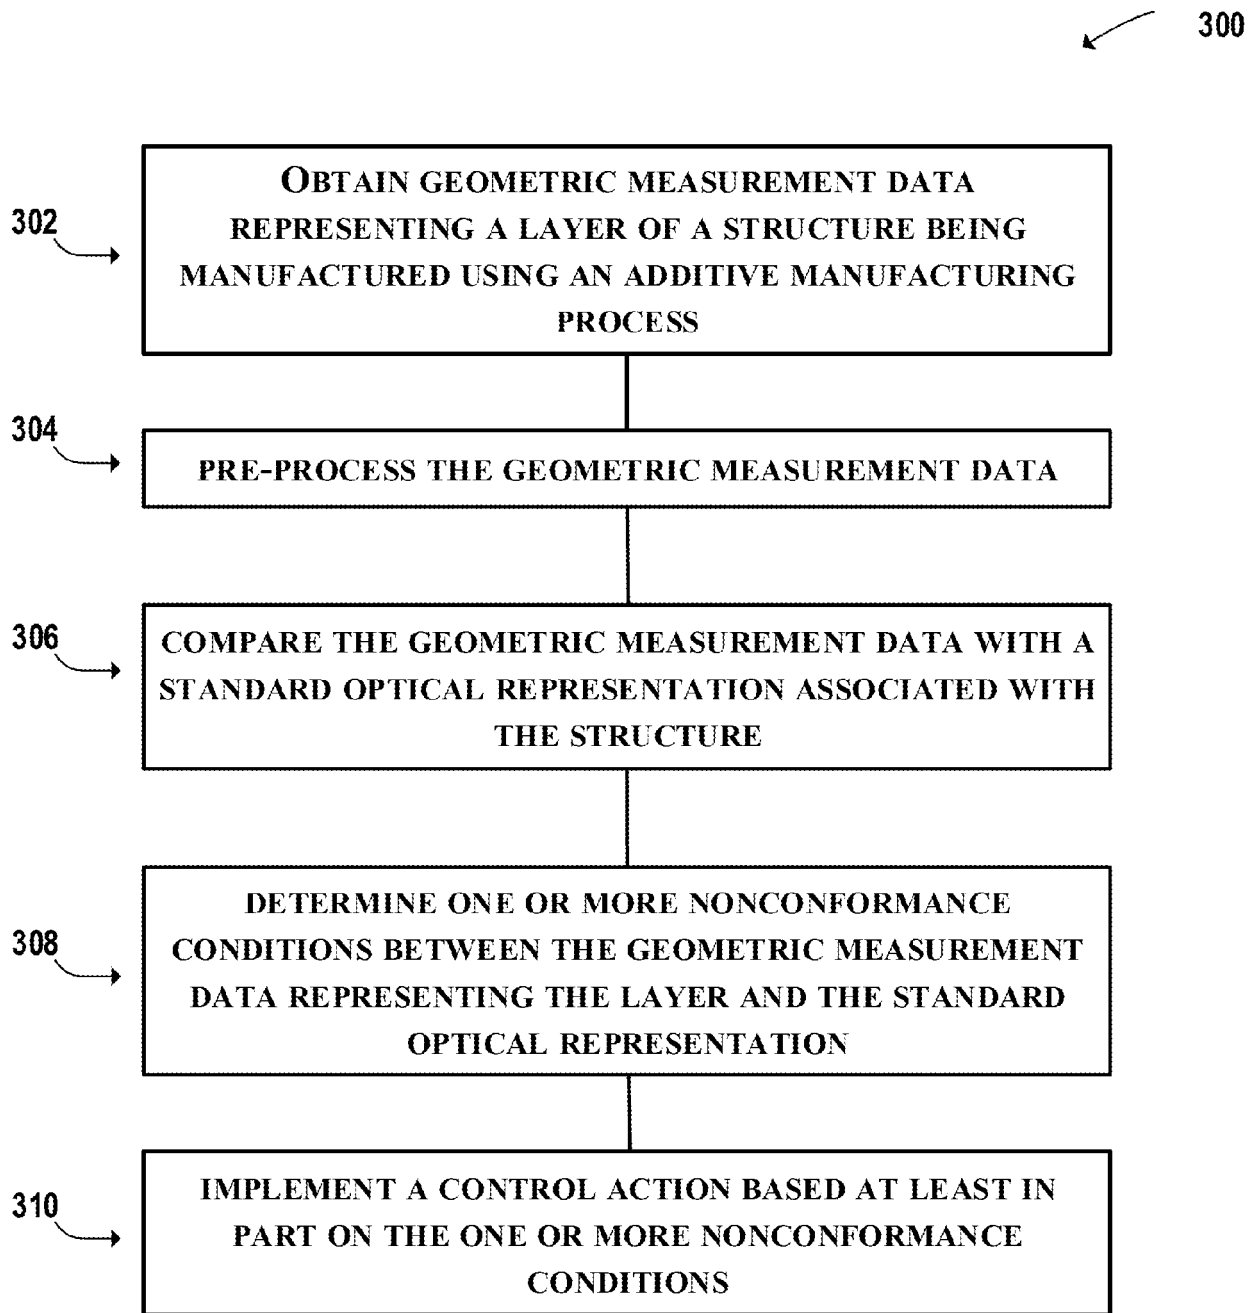 300
302
OBTAIN GEOMETRIC MEASUREMENT DATA
REPRESENTING A LAYER OF A STRUCTURE BEING
MANUFACTURED USING AN ADDITIVE MANUFACTURING
PROCESS
304
PRE-PROCESS THE GEOMETRIC MEASUREMENT DATA
306
COMPARE THE GEOMETRIC MEASUREMENT DATA WITH A
STANDARD OPTICAL REPRESENTATION ASSOCIATED WITH
THE STRUCTURE
308
DETERMINE ONE OR MORE NONCONFORMANCE
CONDITIONS BETWEEN THE GEOMETRIC MEASUREMENT
DATA REPRESENTING THE LAYER AND THE STANDARD
OPTICAL REPRESENTATION
310
IMPLEMENT A CONTROL ACTION BASED AT LEAST IN
PART ON THE ONE OR MORE NONCONFORMANCE
CONDITIONS